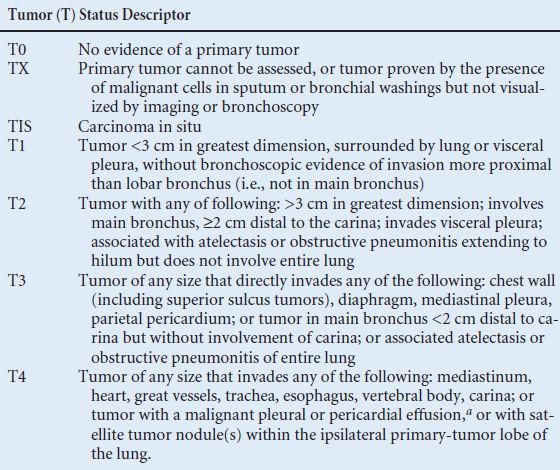 Tumor (T) Status Descriptor
T0 No evidence of a primary tumor
TX Primary tumor cannot be assessed, or tumor proven by the presence
of malignant cells in sputum or bronchial washings but not visual-
ized by imaging or bronchoscopy
TIS Carcinoma in situ
T1 Tumor <3 cm in greatest dimension, surrounded by lung or visceral
pleura, without bronchoscopic evidence of invasion more proximal
than lobar bronchus (i.e., not in main bronchus)
T2 Tumor with any of following: >3 cm in greatest dimension; involves
main bronchus, ≥2 cm distal to the carina; invades visceral pleura;
associated with atelectasis or obstructive pneumonitis extending to
hilum but does not involve entire lung
T3 Tumor of any size that directly invades any of the following: chest wall
(including superior sulcus tumors), diaphragm, mediastinal pleura,
parietal pericardium; or tumor in main bronchus <2 cm distal to ca-
rina but without involvement of carina; or associated atelectasis or
obstructive pneumonitis of entire lung
T4 Tumor of any size that invades any of the following: mediastinum,
heart, great vessels, trachea, esophagus, vertebral body, carina; or
tumor with a malignant pleural or pericardial effusion,a or with sat-
ellite tumor nodule(s) within the ipsilateral primary-tumor lobe of
the lung.